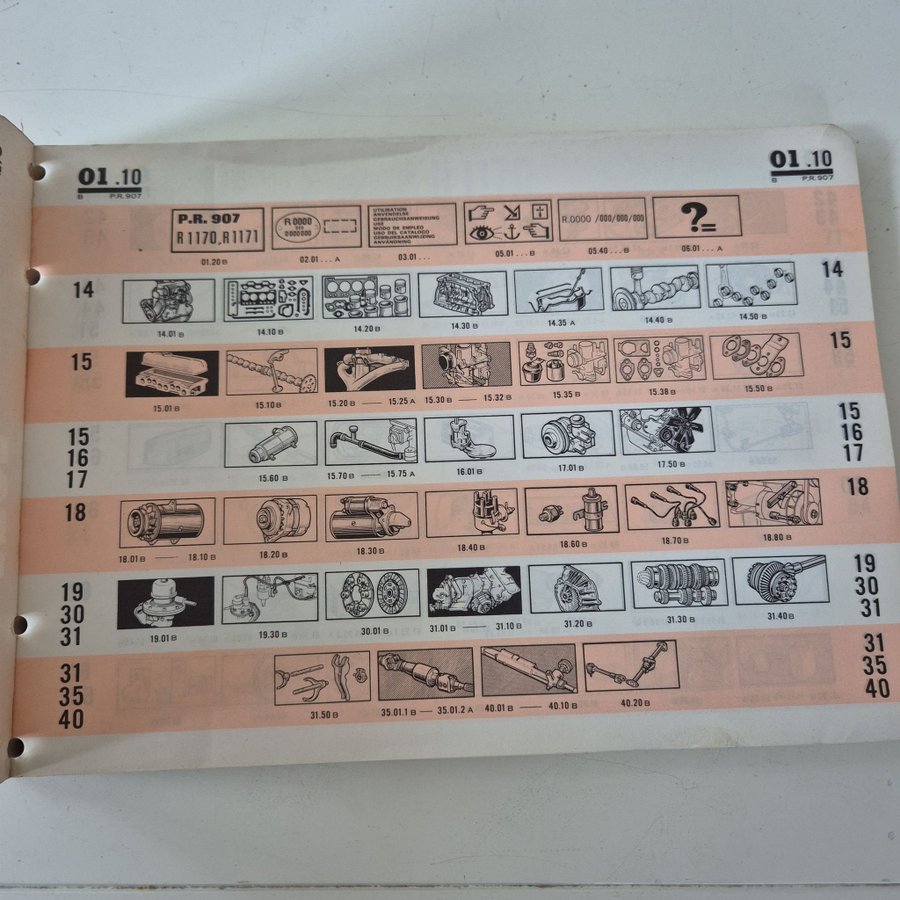 01 .10
B P.R. 907
01 .10
B P.R. 907
P.R. 907
R 1170, R1171
R 0000
0 000 000
UTILISATION
ANVENDELSE
GEBRAUCHSANWEISUNG
USE
MODO DE EMPLEO
USO DEL CATALOGO
GEBRUIKSAANWIJZING
ANVÄNDNING
R.0000 /000/000/000
?=
01.20 B 02.01 ... A 03.01 ... 05.01 ... B 05.40 ... B 06.01 ... A
14 14
14.01 B 14.10 B 14.20 B 14.30 B 14.35 A 14.40 B 14.50 B
15 15
15.01 B 15.10 B 15.20 B — 15.25 A 15.30 B — 15.32 B 15.35 B 15.38 B 15.50 B
15 15
16 16
17 17
15.60 B 15.70 B — 15.75 A 16.01 B 17.01 B 17.50 B
18 18
18.01 B — 18.10 B 18.20 B 18.30 B 18.40 B 18.60 B 18.70 B 18.80 B
19 19
30 30
31 31
19.01 B 19.30 B 30.01 B 31.01 B — 31.10 B 31.20 B 31.30 B 31.40 B
31 31
35 35
40 40
31.50 B 35.01.1 B — 35.01.2 A 40.01 B — 40.10 B 40.20 B